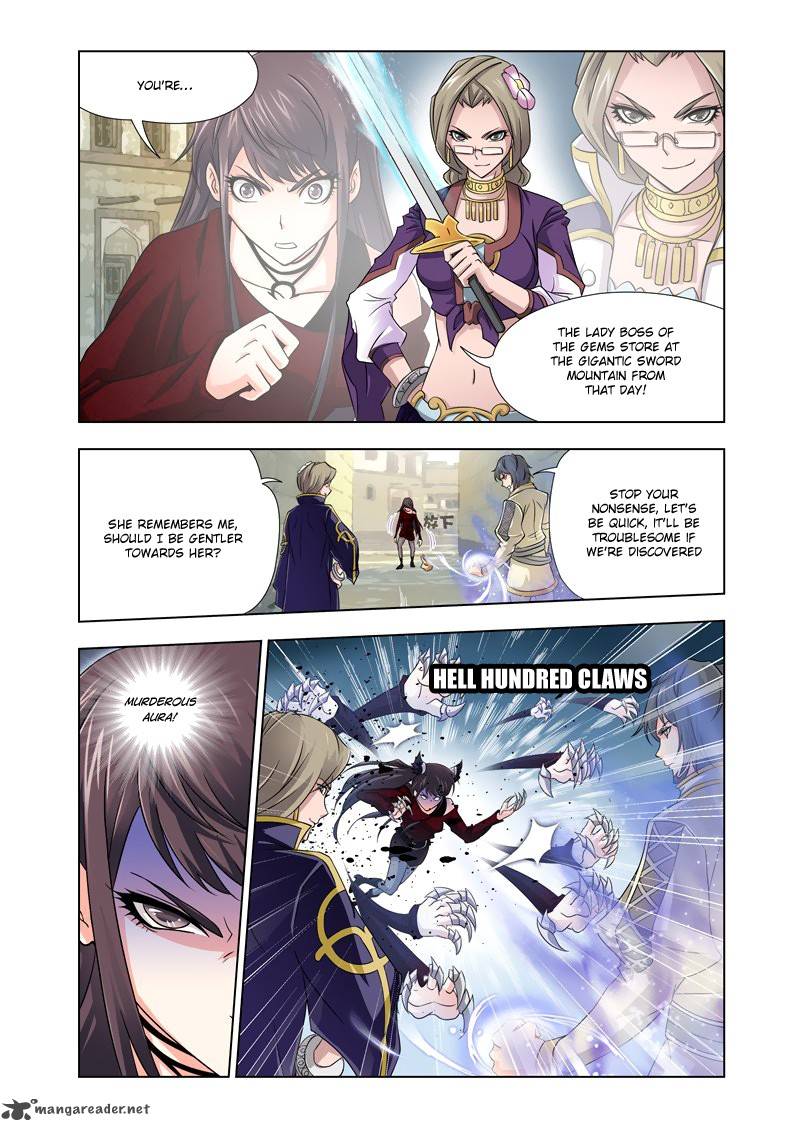 YOU'RE...
THE LADY BOSS OF
THE GEMS STORE AT
THE GIGANTIC SWORD
MOUNTAIN FROM
THAT DAY!
SHE REMEMBERS ME,
SHOULD I BE GENTLER
TOWARDS HER?
放下
STOP YOUR
NONSENSE, LET'S
BE QUICK, IT'LL BE
TROUBLESOME IF
WE'RE DISCOVERED
MURDEROUS
AURA!
HELL HUNDRED CLAWS
mangareader.net